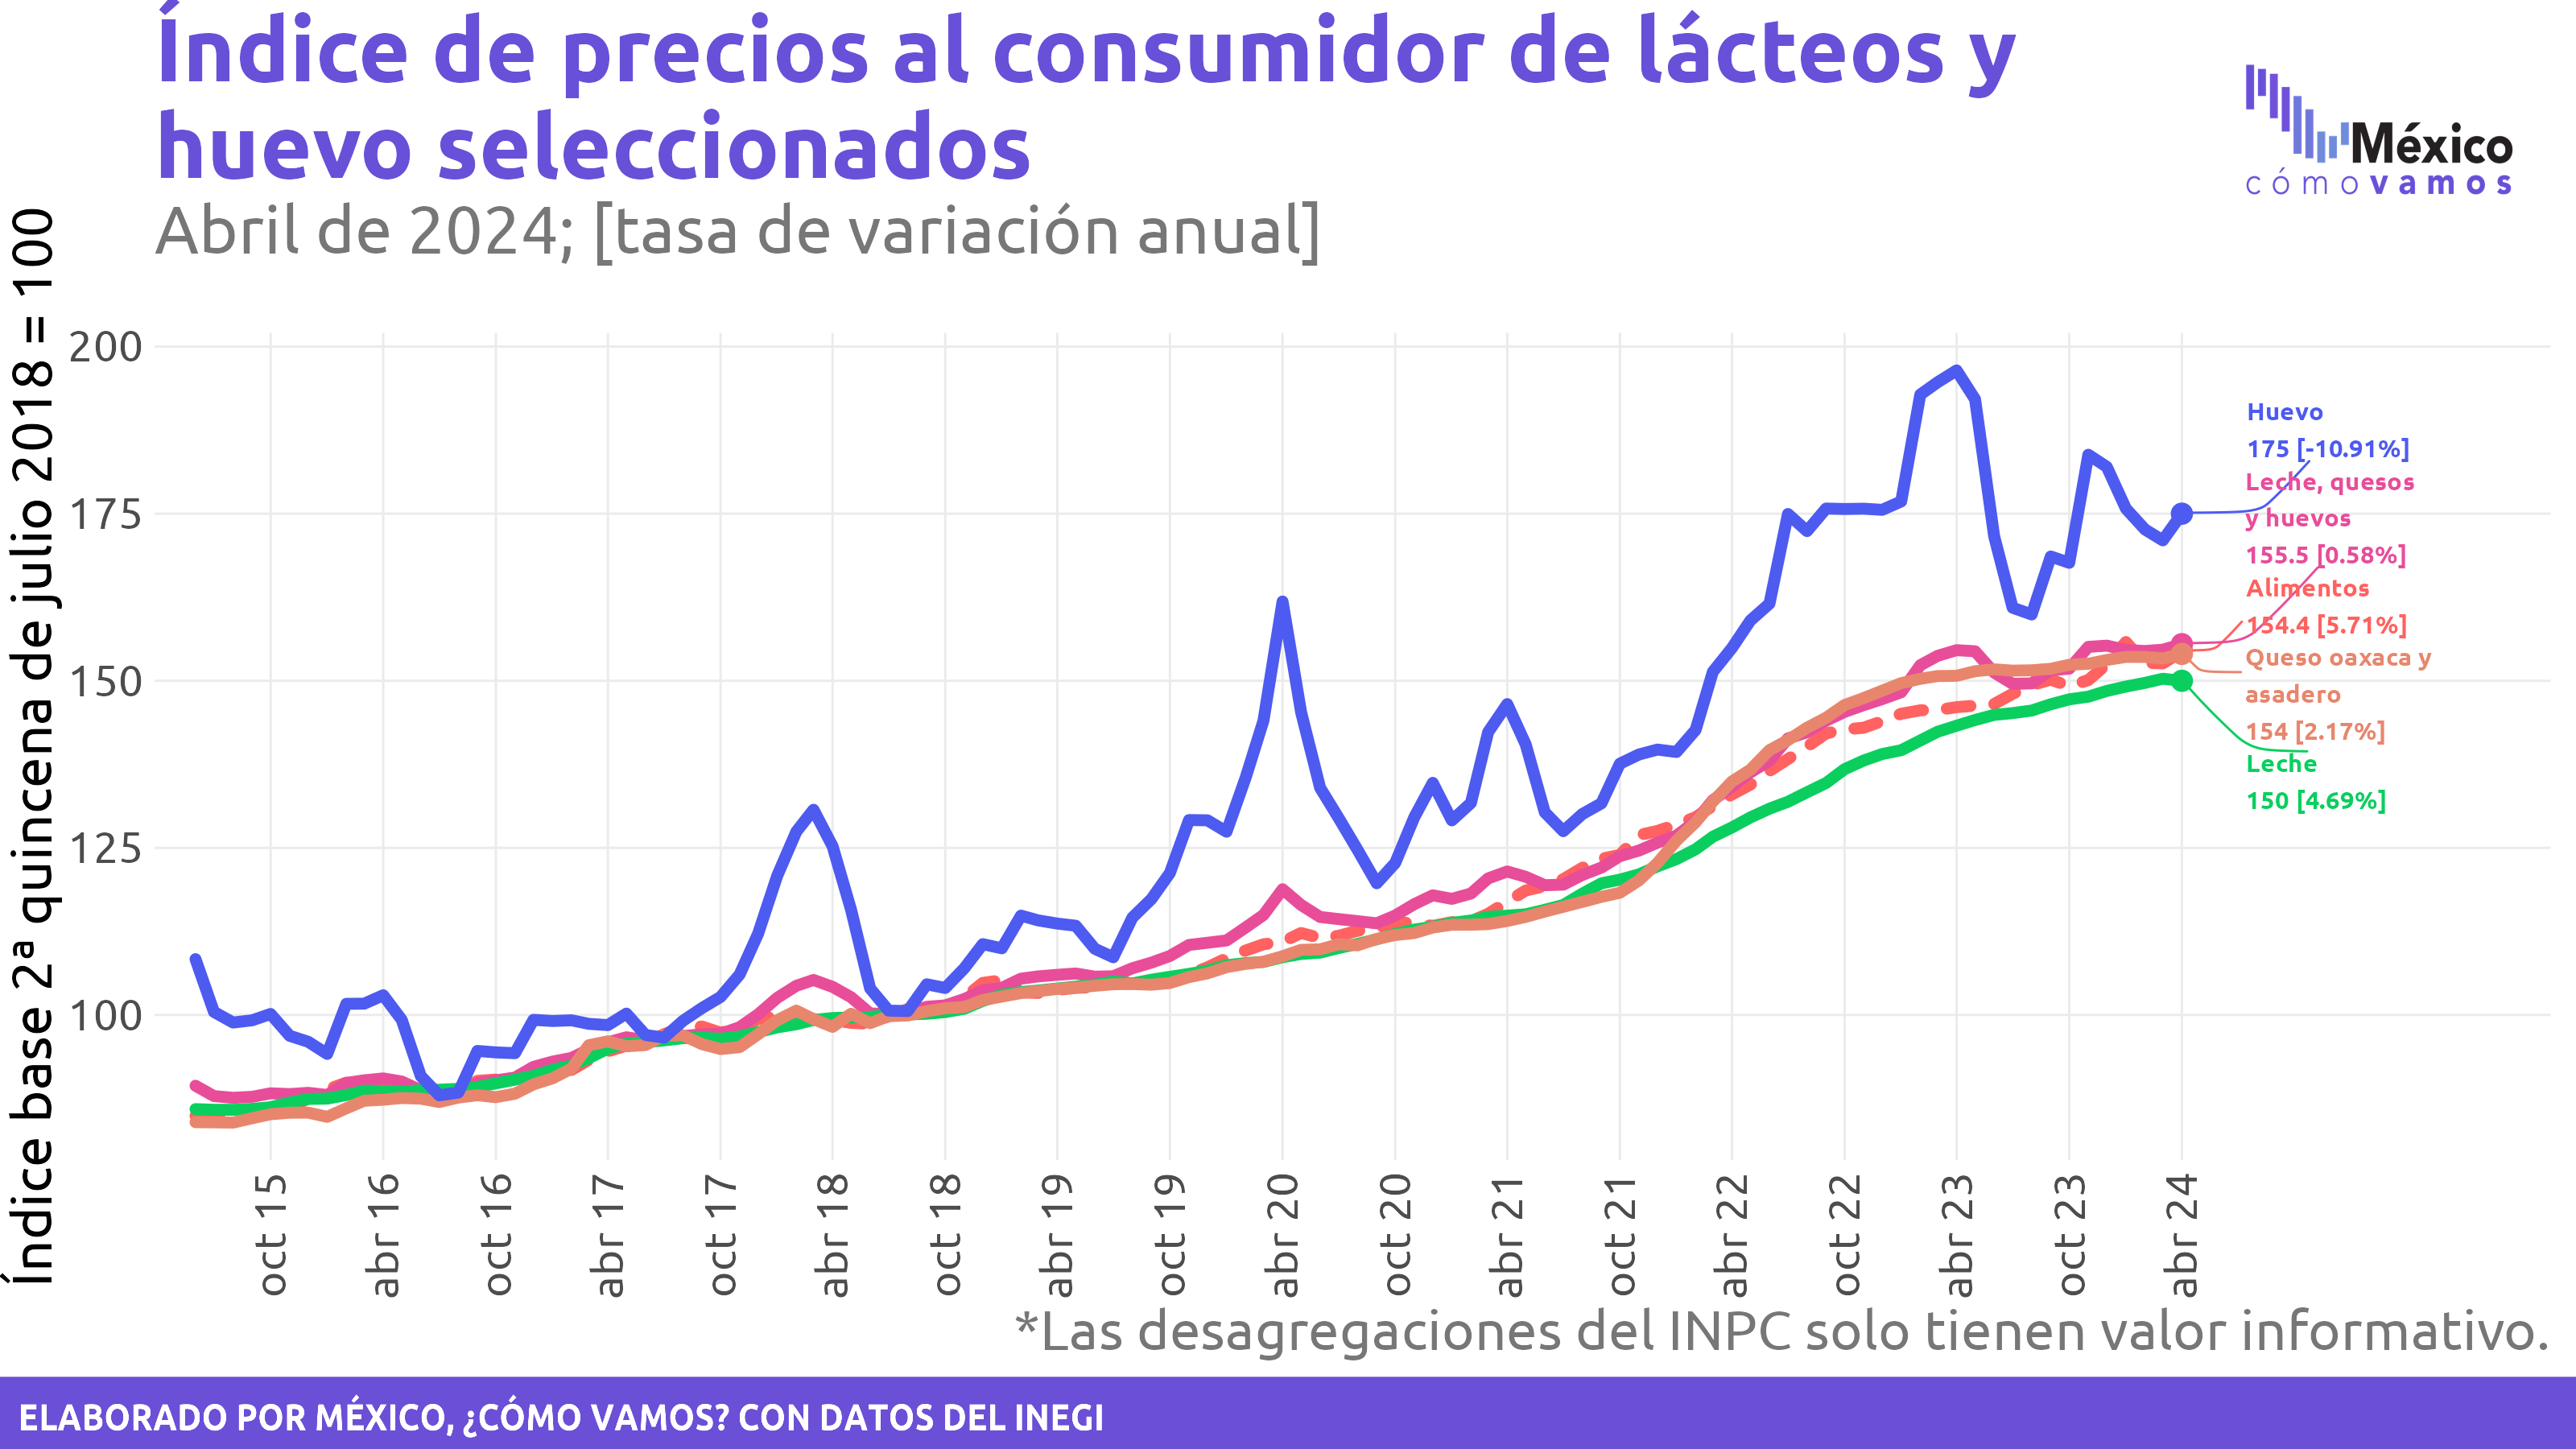 Índice de precios al consumidor de lácteos y
huevo seleccionados
Abril de 2024; [tasa de variación anual]
México
cómo vamos
Índice base 2ª quincena de julio 2018 = 100
200
175
150
125
100
Huevo
175 [-10.91%]
Leche, quesos
y huevos
155.5 [0.58%]
Alimentos
154.4 [5.71%]
Queso oaxaca y
asadero
154 [2.17%]
Leche
150 [4.69%]
oct 15
abr 16
oct 16
abr 17
oct 17
abr 18
oct 18
abr 19
oct 19
abr 20
oct 20
abr 21
oct 21
abr 22
oct 22
abr 23
oct 23
abr 24
*Las desagregaciones del INPC solo tienen valor informativo.
ELABORADO POR MÉXICO, ¿CÓMO VAMOS? CON DATOS DEL INEGI